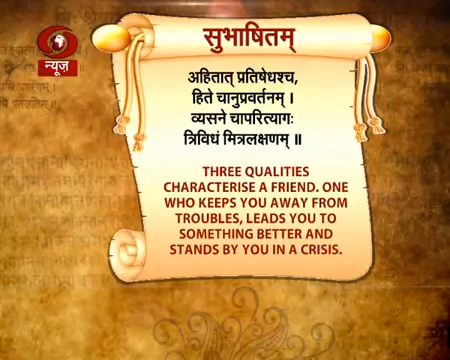 सुभाषितम्
न्यूज़
अहितात् प्रतिषेधश्च,
हिते चानुप्रवर्तनम् ।
व्यसने चापरित्यागः
त्रिविधं मित्रलक्षणम् ॥
THREE QUALITIES
CHARACTERISE A FRIEND. ONE
WHO KEEPS YOU AWAY FROM
TROUBLES, LEADS YOU TO
SOMETHING BETTER AND
STANDS BY YOU IN A CRISIS.